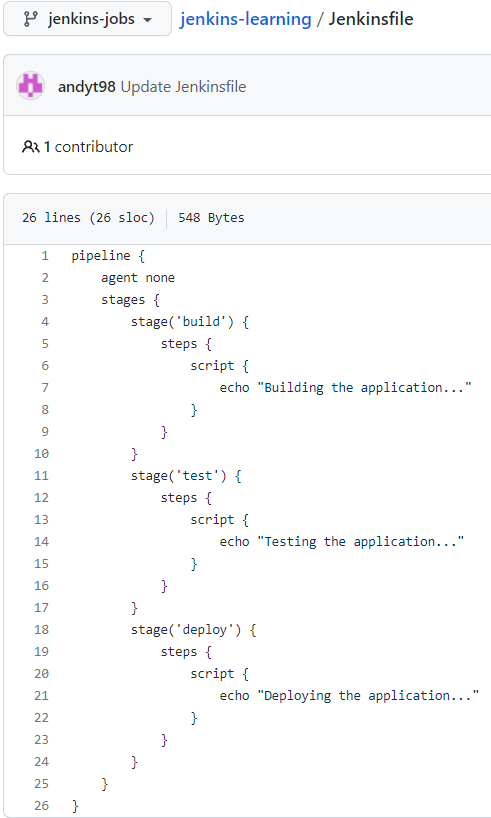 jenkins-jobs jenkins-learning / Jenkinsfile
andyt98 Update Jenkinsfile
1 contributor
26 lines (26 sloc) 548 Bytes
1 pipeline {
2     agent none
3     stages {
4         stage('build') {
5             steps {
6                 script {
7                     echo "Building the application..."
8                 }
9             }
10         }
11         stage('test') {
12             steps {
13                 script {
14                     echo "Testing the application..."
15                 }
16             }
17         }
18         stage('deploy') {
19             steps {
20                 script {
21                     echo "Deploying the application..."
22                 }
23             }
24         }
25     }
26 }